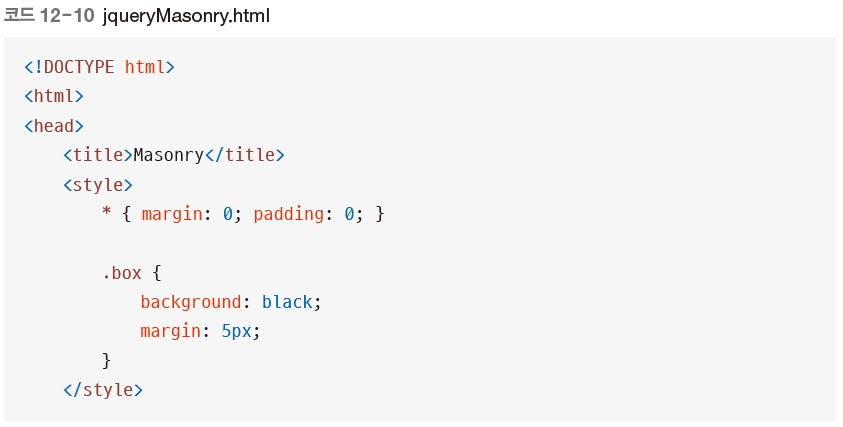 코드 12-10 jqueryMasonry.html
<!DOCTYPE html>
<html>
<head>
    <title>Masonry</title>
    <style>
        * { margin: 0; padding: 0; }

        .box {
            background: black;
            margin: 5px;
        }
    </style>